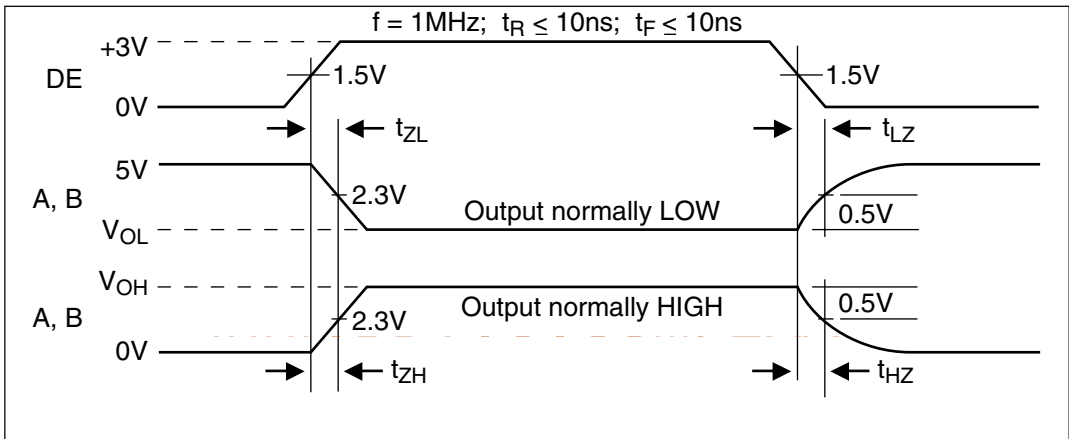 f = 1MHz; tR ≤ 10ns; tF ≤ 10ns
+3V
DE
1.5V
1.5V
0V
tZL
tLZ
5V
A, B
2.3V
Output normally LOW
0.5V
VOL
VOH
Output normally HIGH
0.5V
A, B
2.3V
0V
tZH
tHZ